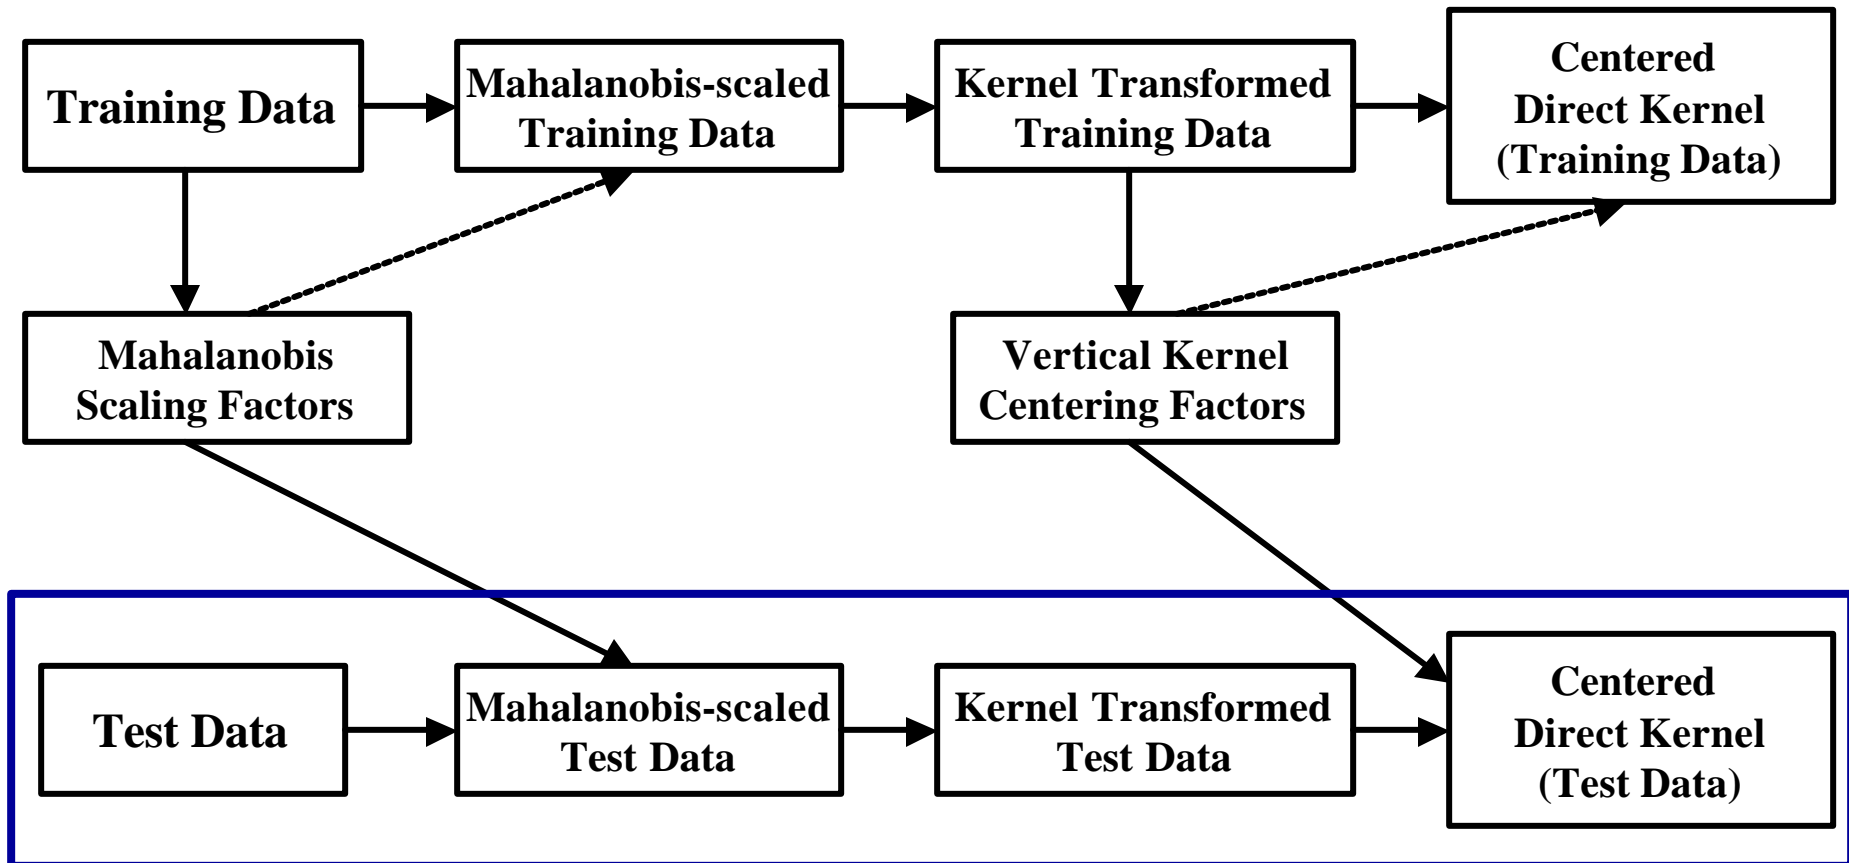 Training Data
Mahalanobis-scaled
Training Data
Kernel Transformed
Training Data
Centered
Direct Kernel
(Training Data)
Mahalanobis
Scaling Factors
Vertical Kernel
Centering Factors
Test Data
Mahalanobis-scaled
Test Data
Kernel Transformed
Test Data
Centered
Direct Kernel
(Test Data)